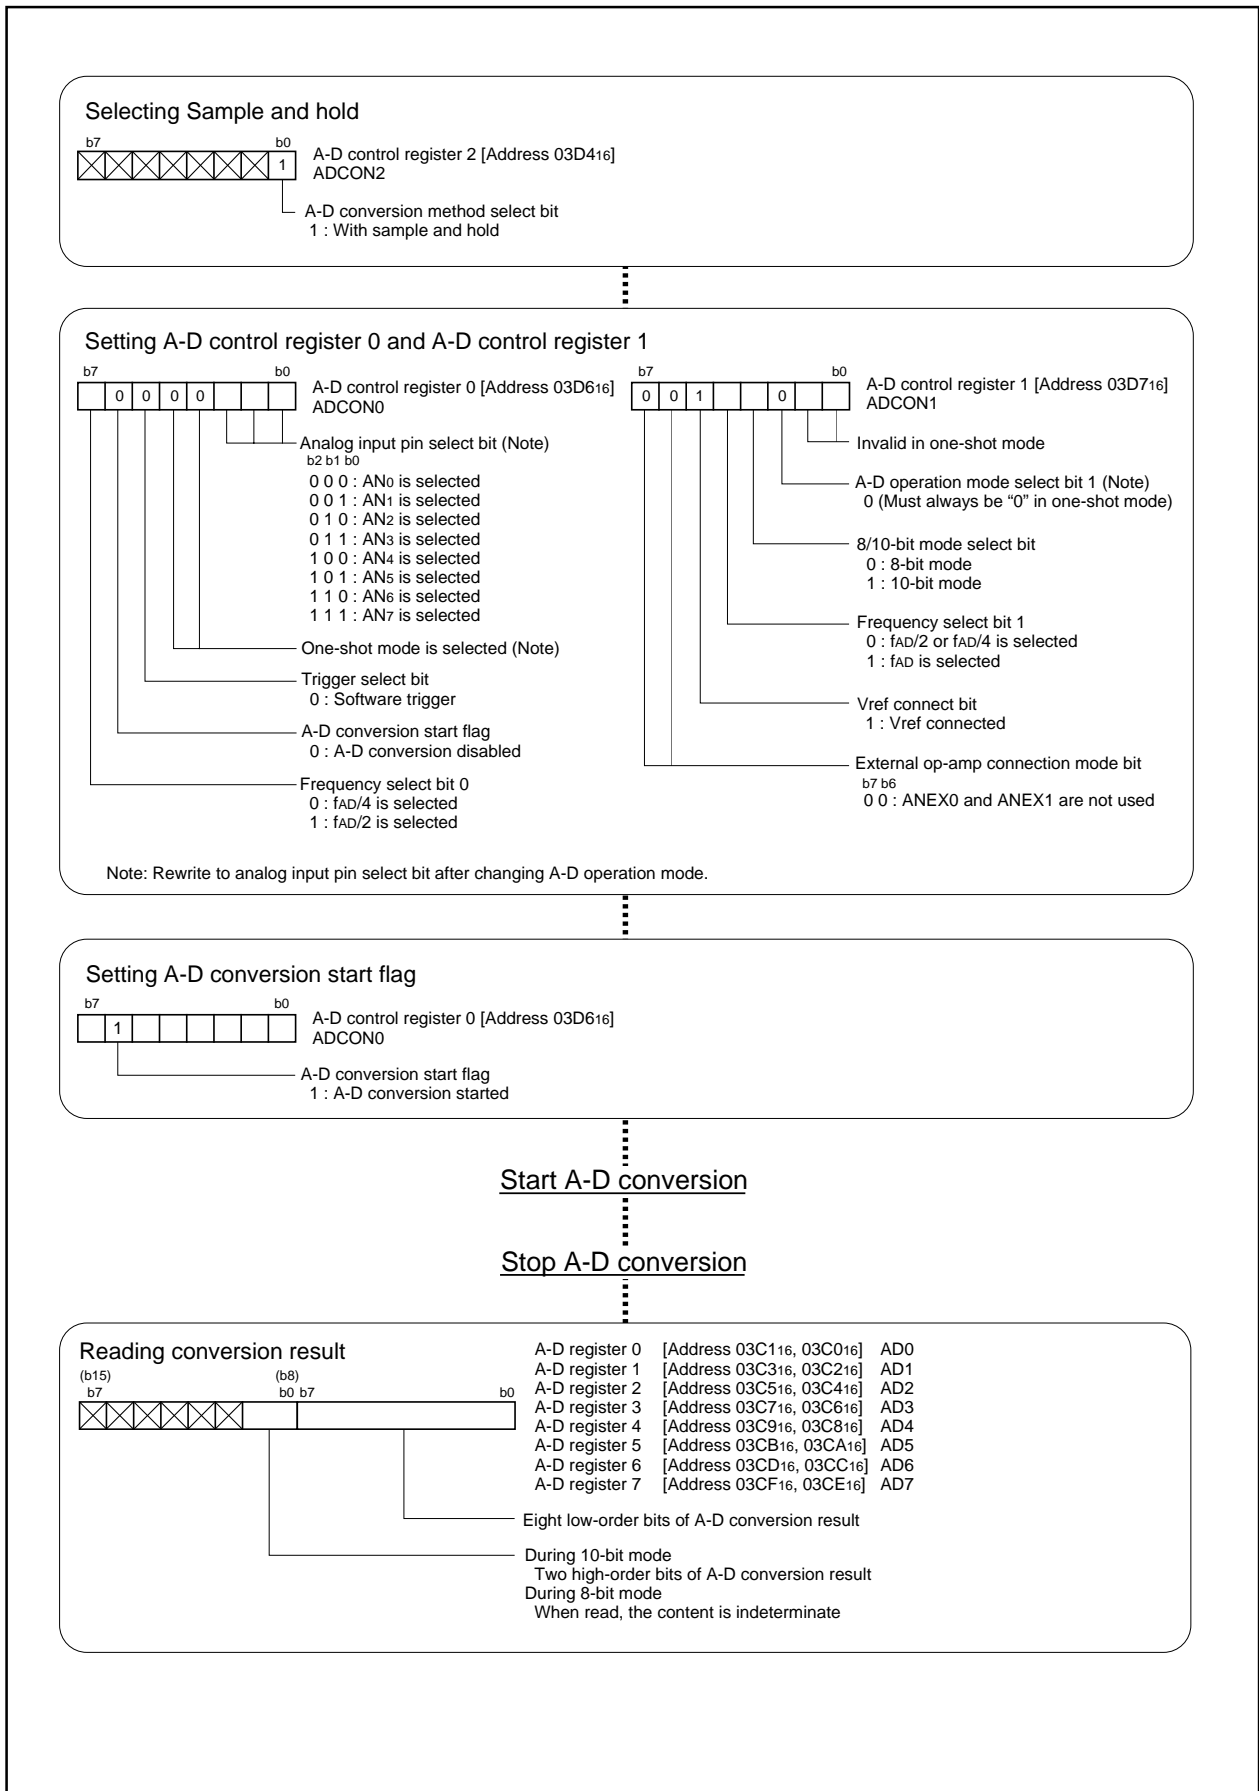 Selecting Sample and hold
b7 b0
1
A-D control register 2 [Address 03D416]
ADCON2
A-D conversion method select bit
1 : With sample and hold
Setting A-D control register 0 and A-D control register 1
b7 b0
0 0 0 0
A-D control register 0 [Address 03D616]
ADCON0
Analog input pin select bit (Note)
b2 b1 b0
0 0 0 : AN0 is selected
0 0 1 : AN1 is selected
0 1 0 : AN2 is selected
0 1 1 : AN3 is selected
1 0 0 : AN4 is selected
1 0 1 : AN5 is selected
1 1 0 : AN6 is selected
1 1 1 : AN7 is selected
One-shot mode is selected (Note)
Trigger select bit
0 : Software trigger
A-D conversion start flag
0 : A-D conversion disabled
Frequency select bit 0
0 : fAD/4 is selected
1 : fAD/2 is selected
b7 b0
0 0 1 0
A-D control register 1 [Address 03D716]
ADCON1
Invalid in one-shot mode
A-D operation mode select bit 1 (Note)
0 (Must always be “0” in one-shot mode)
8/10-bit mode select bit
0 : 8-bit mode
1 : 10-bit mode
Frequency select bit 1
0 : fAD/2 or fAD/4 is selected
1 : fAD is selected
Vref connect bit
1 : Vref connected
External op-amp connection mode bit
b7 b6
0 0 : ANEX0 and ANEX1 are not used
Note: Rewrite to analog input pin select bit after changing A-D operation mode.
Setting A-D conversion start flag
b7 b0
1
A-D control register 0 [Address 03D616]
ADCON0
A-D conversion start flag
1 : A-D conversion started
Start A-D conversion
Stop A-D conversion
Reading conversion result
(b15) (b8)
b7 b0 b7 b0
A-D register 0 [Address 03C116, 03C016] AD0
A-D register 1 [Address 03C316, 03C216] AD1
A-D register 2 [Address 03C516, 03C416] AD2
A-D register 3 [Address 03C716, 03C616] AD3
A-D register 4 [Address 03C916, 03C816] AD4
A-D register 5 [Address 03CB16, 03CA16] AD5
A-D register 6 [Address 03CD16, 03CC16] AD6
A-D register 7 [Address 03CF16, 03CE16] AD7
Eight low-order bits of A-D conversion result
During 10-bit mode
Two high-order bits of A-D conversion result
During 8-bit mode
When read, the content is indeterminate